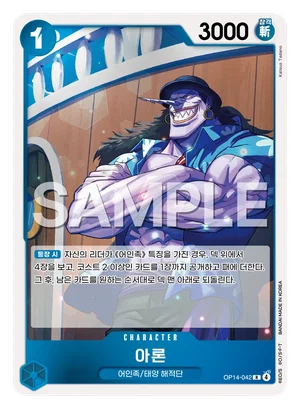 1
3000
참격
斬
SAMPLE
등장 시 자신의 리더가 《어인족》 특징을 가진 경우, 덱 위에서
4장을 보고, 코스트 2 이상인 카드를 1장까지 공개하고 패에 더한다.
그 후, 남은 카드를 원하는 순서대로 덱 맨 아래로 되돌린다.
CHARACTER
아론
어인족/태양 해적단
OP14-042 R
BANDAI MADE IN KOREA